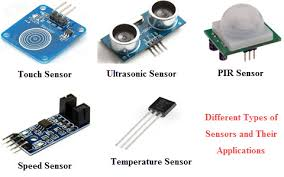 Touch Sensor
Ultrasonic Sensor
PIR Sensor
Speed Sensor
Temperature Sensor
Different Types of
Sensors and Their
Applications